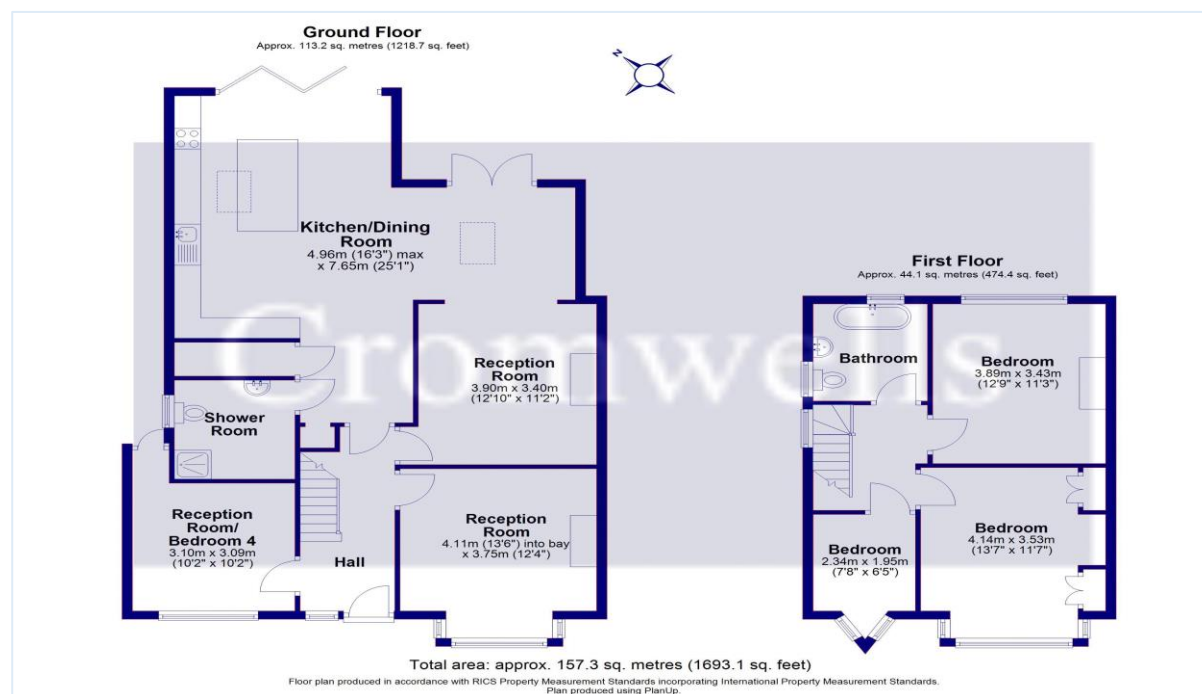 Ground Floor
Approx. 113.2 sq. metres (1218.7 sq. feet)
N
Kitchen/Dining
Room
4.96m (16'3") max
x 7.65m (25'1")
First Floor
Approx. 44.1 sq. metres (474.4 sq. feet)
Cromwells
Reception
Room
3.90m x 3.40m
(12'10" x 11'2")
Bathroom
Bedroom
3.89m x 3.43m
(12'9" x 11'3")
Shower
Room
Reception
Room/
Bedroom 4
3.10m x 3.09m
(10'2" x 10'2")
Hall
Reception
Room
4.11m (13'6") into bay
x 3.75m (12'4")
Bedroom
2.34m x 1.95m
(7'8" x 6'5")
Bedroom
4.14m x 3.53m
(13'7" x 11'7")
Total area: approx. 157.3 sq. metres (1693.1 sq. feet)
Floor plan produced in accordance with RICS Property Measurement Standards incorporating International Property Measurement Standards.
Plan produced using PlanUp.